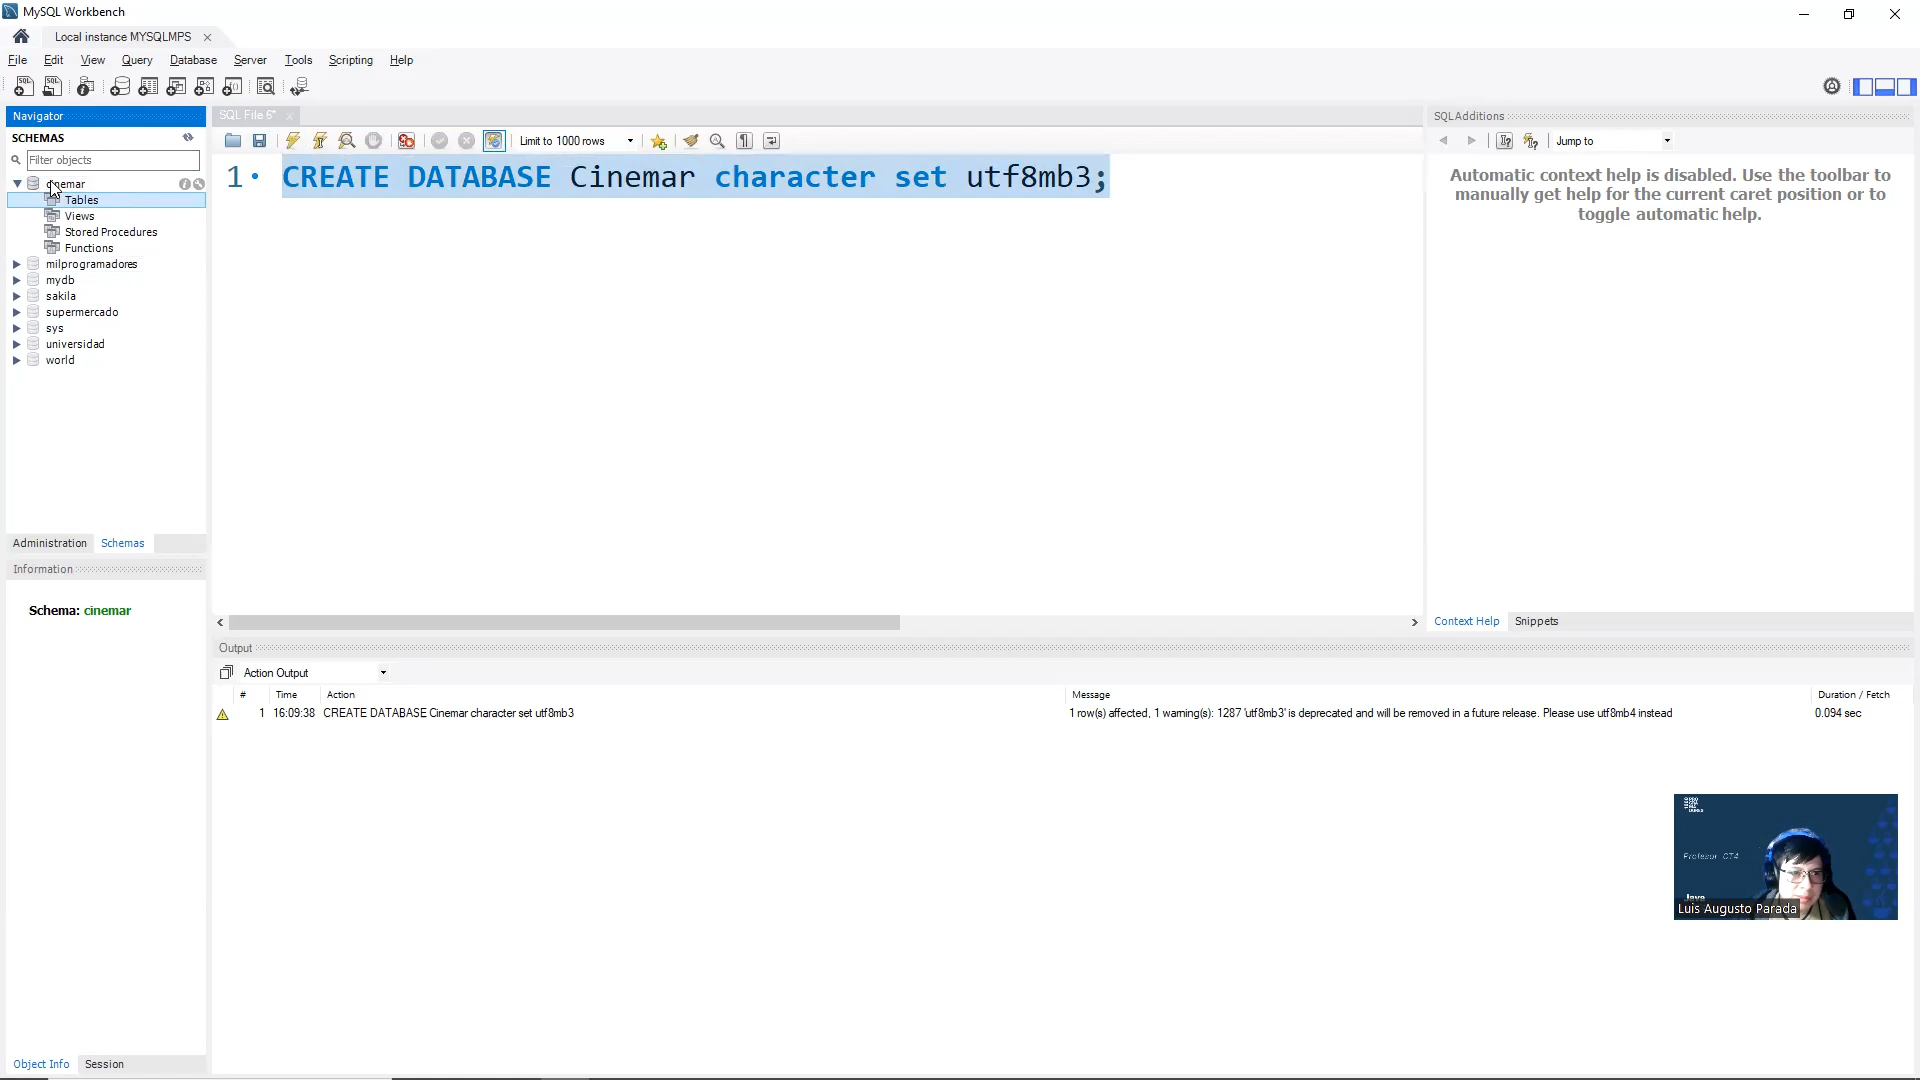 MySQL Workbench
Local instance MYSQLMPS
File Edit View Query Database Server Tools Scripting Help
Navigator
SCHEMAS
Filter objects
cinemar
Tables
Views
Stored Procedures
Functions
milprogramadores
mydb
sakila
supermercado
sys
universidad
world
Administration Schemas
Information
Schema: cinemar
Object Info Session
SQL File 6*
Limit to 1000 rows
1 CREATE DATABASE Cinemar character set utf8mb3;
SQLAdditions
Jump to
Automatic context help is disabled. Use the toolbar to
manually get help for the current caret position or to
toggle automatic help.
Context Help Snippets
Output
Action Output
# Time Action Message Duration / Fetch
1 16:09:38 CREATE DATABASE Cinemar character set utf8mb3 1 row(s) affected, 1 warning(s): 1287 'utf8mb3' is deprecated and will be removed in a future release. Please use utf8mb4 instead 0.094 sec
Profesor CT4
Java
Luis Augusto Parada